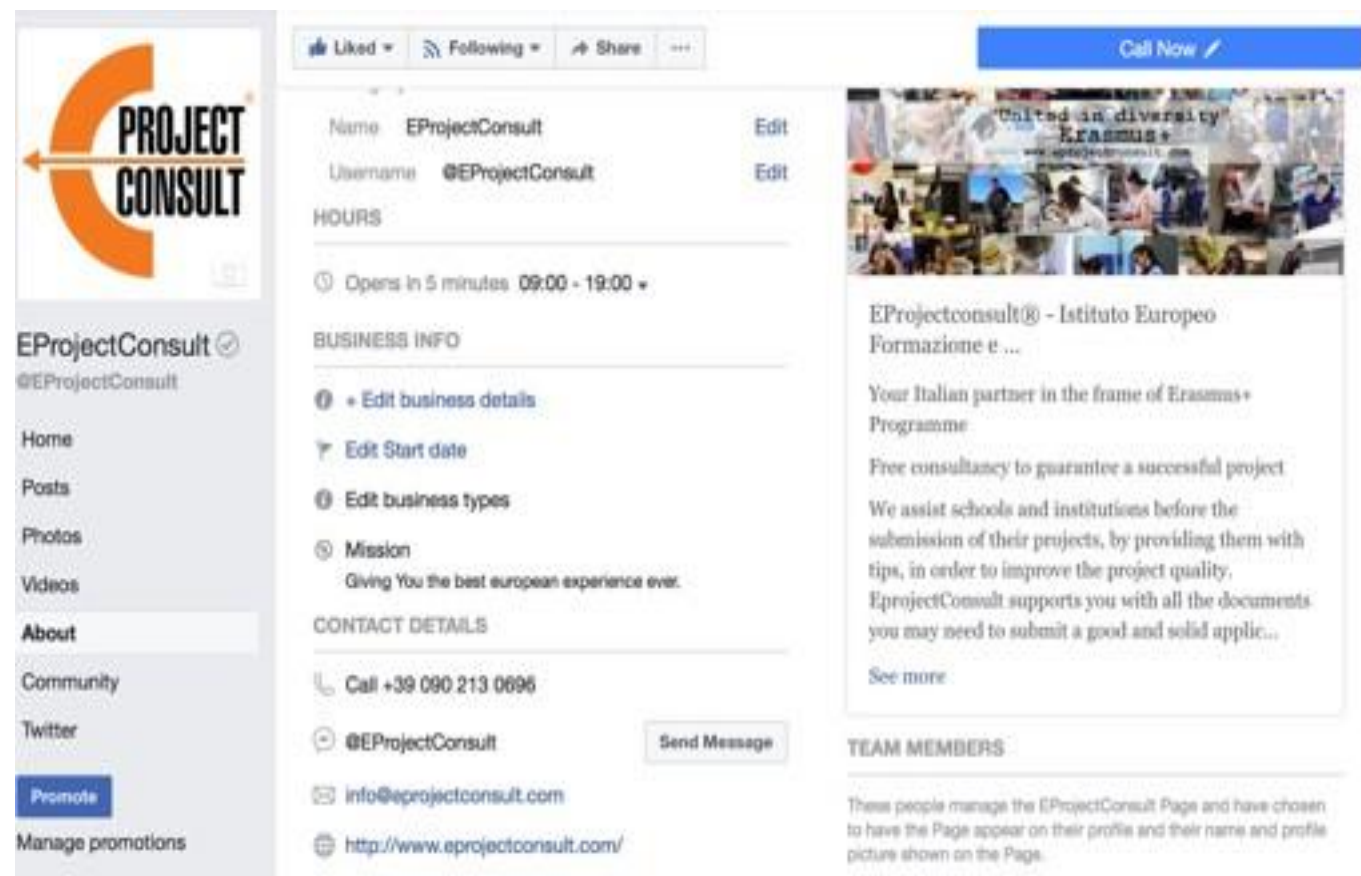 PROJECT
CONSULT
EProjectConsult
@EProjectConsult
Home
Posts
Photos
Videos
About
Community
Twitter
Promote
Manage promotions
Liked
Following
Share
...
Call Now
Name EProjectConsult Edit
Username @EProjectConsult Edit
HOURS
Opens in 5 minutes 09:00 - 19:00
BUSINESS INFO
+ Edit business details
Edit Start date
Edit business types
Mission
Giving You the best european experience ever.
CONTACT DETAILS
Call +39 090 213 0696
@EProjectConsult Send Message
info@eprojectconsult.com
http://www.eprojectconsult.com/
"United in diversity"
Erasmus+
www.eprojectconsult.com
EProjectconsult® - Istituto Europeo
Formazione e ...
Your Italian partner in the frame of Erasmus+
Programme
Free consultancy to guarantee a successful project
We assist schools and institutions before the
submission of their projects, by providing them with
tips, in order to improve the project quality.
EprojectConsult supports you with all the documents
you may need to submit a good and solid applic...
See more
TEAM MEMBERS
These people manage the EProjectConsult Page and have chosen
to have the Page appear on their profile and their name and profile
picture shown on the Page.